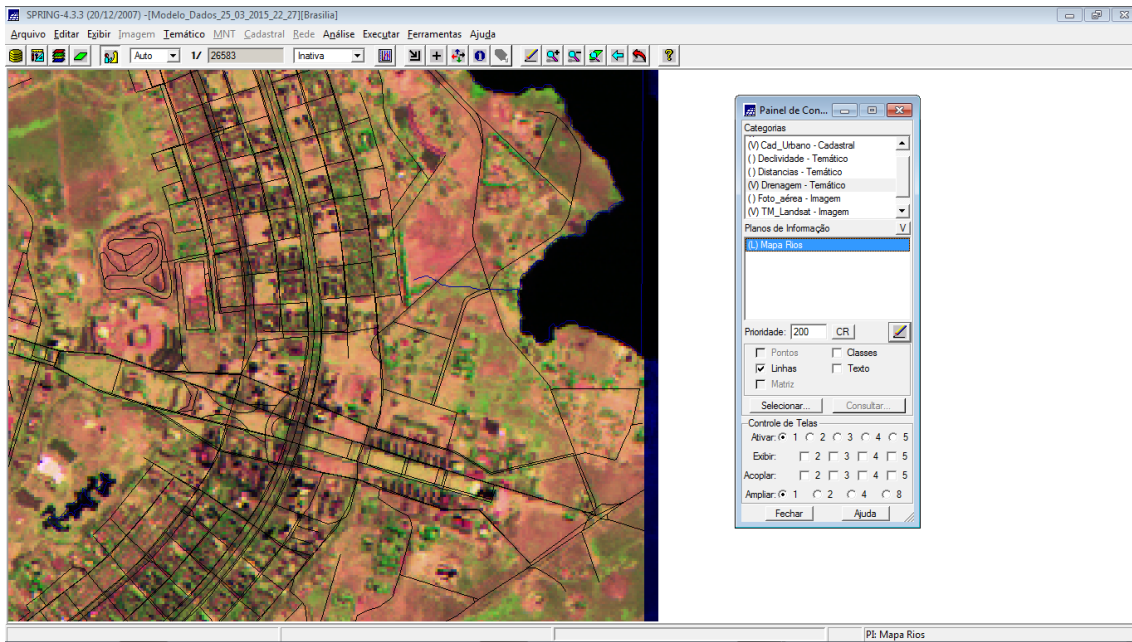 SPRING-4.3.3 (20/12/2007) -[Modelo_Dados_25_03_2015_22_27][Brasilia]
Arquivo Editar Exibir Imagem Temático MNT Cadastral Rede Análise Executar Ferramentas Ajuda
Auto 1/ 26583 Inativa
Painel de Con...
Categorias
(V) Cad_Urbano - Cadastral
( ) Declividade - Temático
( ) Distancias - Temático
(V) Drenagem - Temático
( ) Foto_aérea - Imagem
(V) TM_Landsat - Imagem
Planos de Informação V
(L) Mapa Rios
Prioridade: 200 CR
Pontos Classes
Linhas Texto
Matriz
Selecionar... Consultar...
Controle de Telas
Ativar: 1 2 3 4 5
Exibir: 2 3 4 5
Acoplar: 2 3 4 5
Ampliar: 1 2 4 8
Fechar Ajuda
PI: Mapa Rios